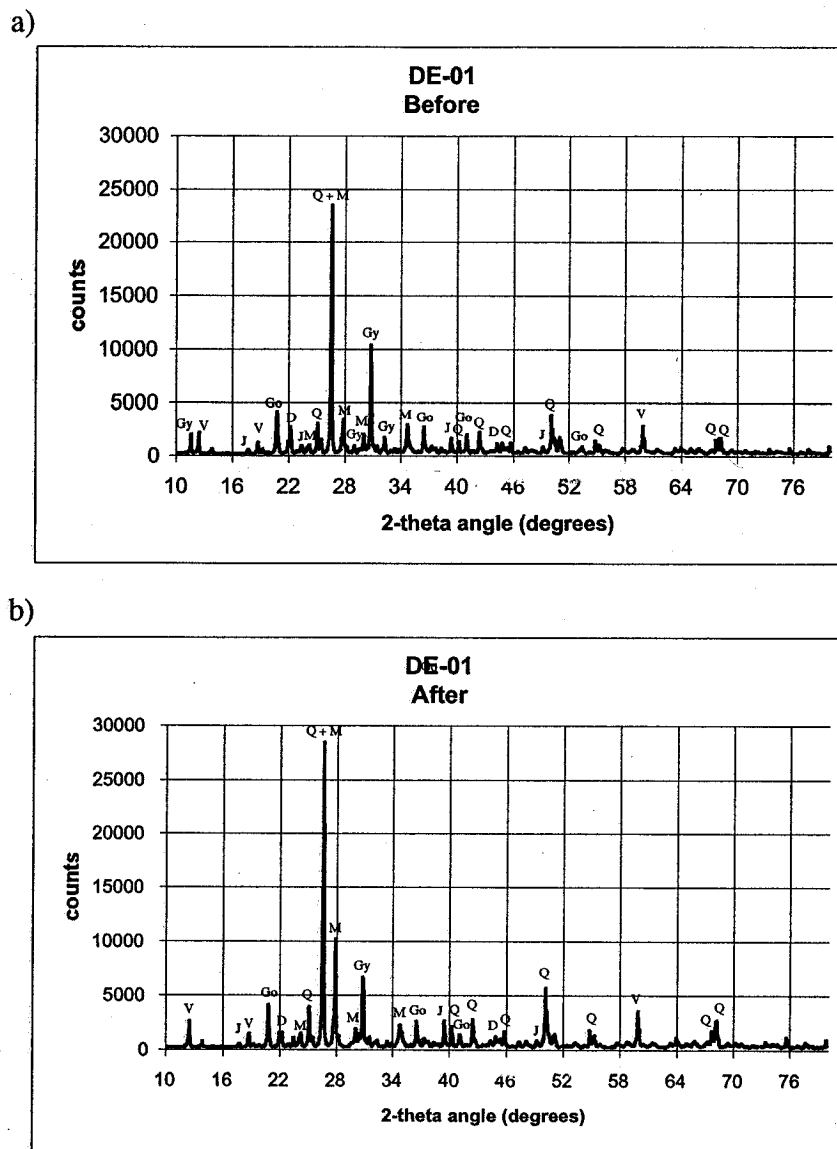 a)
DE-01
Before
30000
25000
20000
15000
10000
5000
0
counts
Q + M
Gy
Gy V J V Go D J M Q M Gy M Gy M Go J Q Go Q D Q J Q Go Q V Q Q
10 16 22 28 34 40 46 52 58 64 70 76
2-theta angle (degrees)
b)
DE-01
After
30000
25000
20000
15000
10000
5000
0
counts
Q + M
M
Gy
V J V Go D M Q M M Go J Q Go Q D Q J Q Q V Q Q
10 16 22 28 34 40 46 52 58 64 70 76
2-theta angle (degrees)